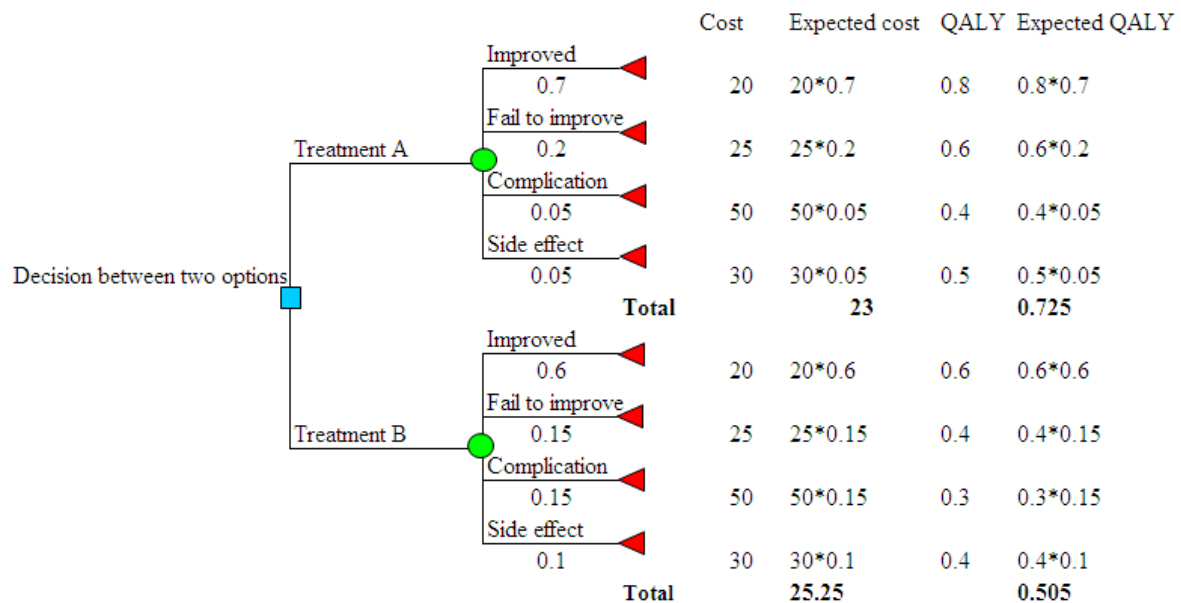 Cost Expected cost QALY Expected QALY
Improved
0.7 20 20*0.7 0.8 0.8*0.7
Fail to improve
Treatment A 0.2 25 25*0.2 0.6 0.6*0.2
Complication
0.05 50 50*0.05 0.4 0.4*0.05
Side effect
Decision between two options 0.05 30 30*0.05 0.5 0.5*0.05
Total 23 0.725
Improved
0.6 20 20*0.6 0.6 0.6*0.6
Fail to improve
Treatment B 0.15 25 25*0.15 0.4 0.4*0.15
Complication
0.15 50 50*0.15 0.3 0.3*0.15
Side effect
0.1 30 30*0.1 0.4 0.4*0.1
Total 25.25 0.505